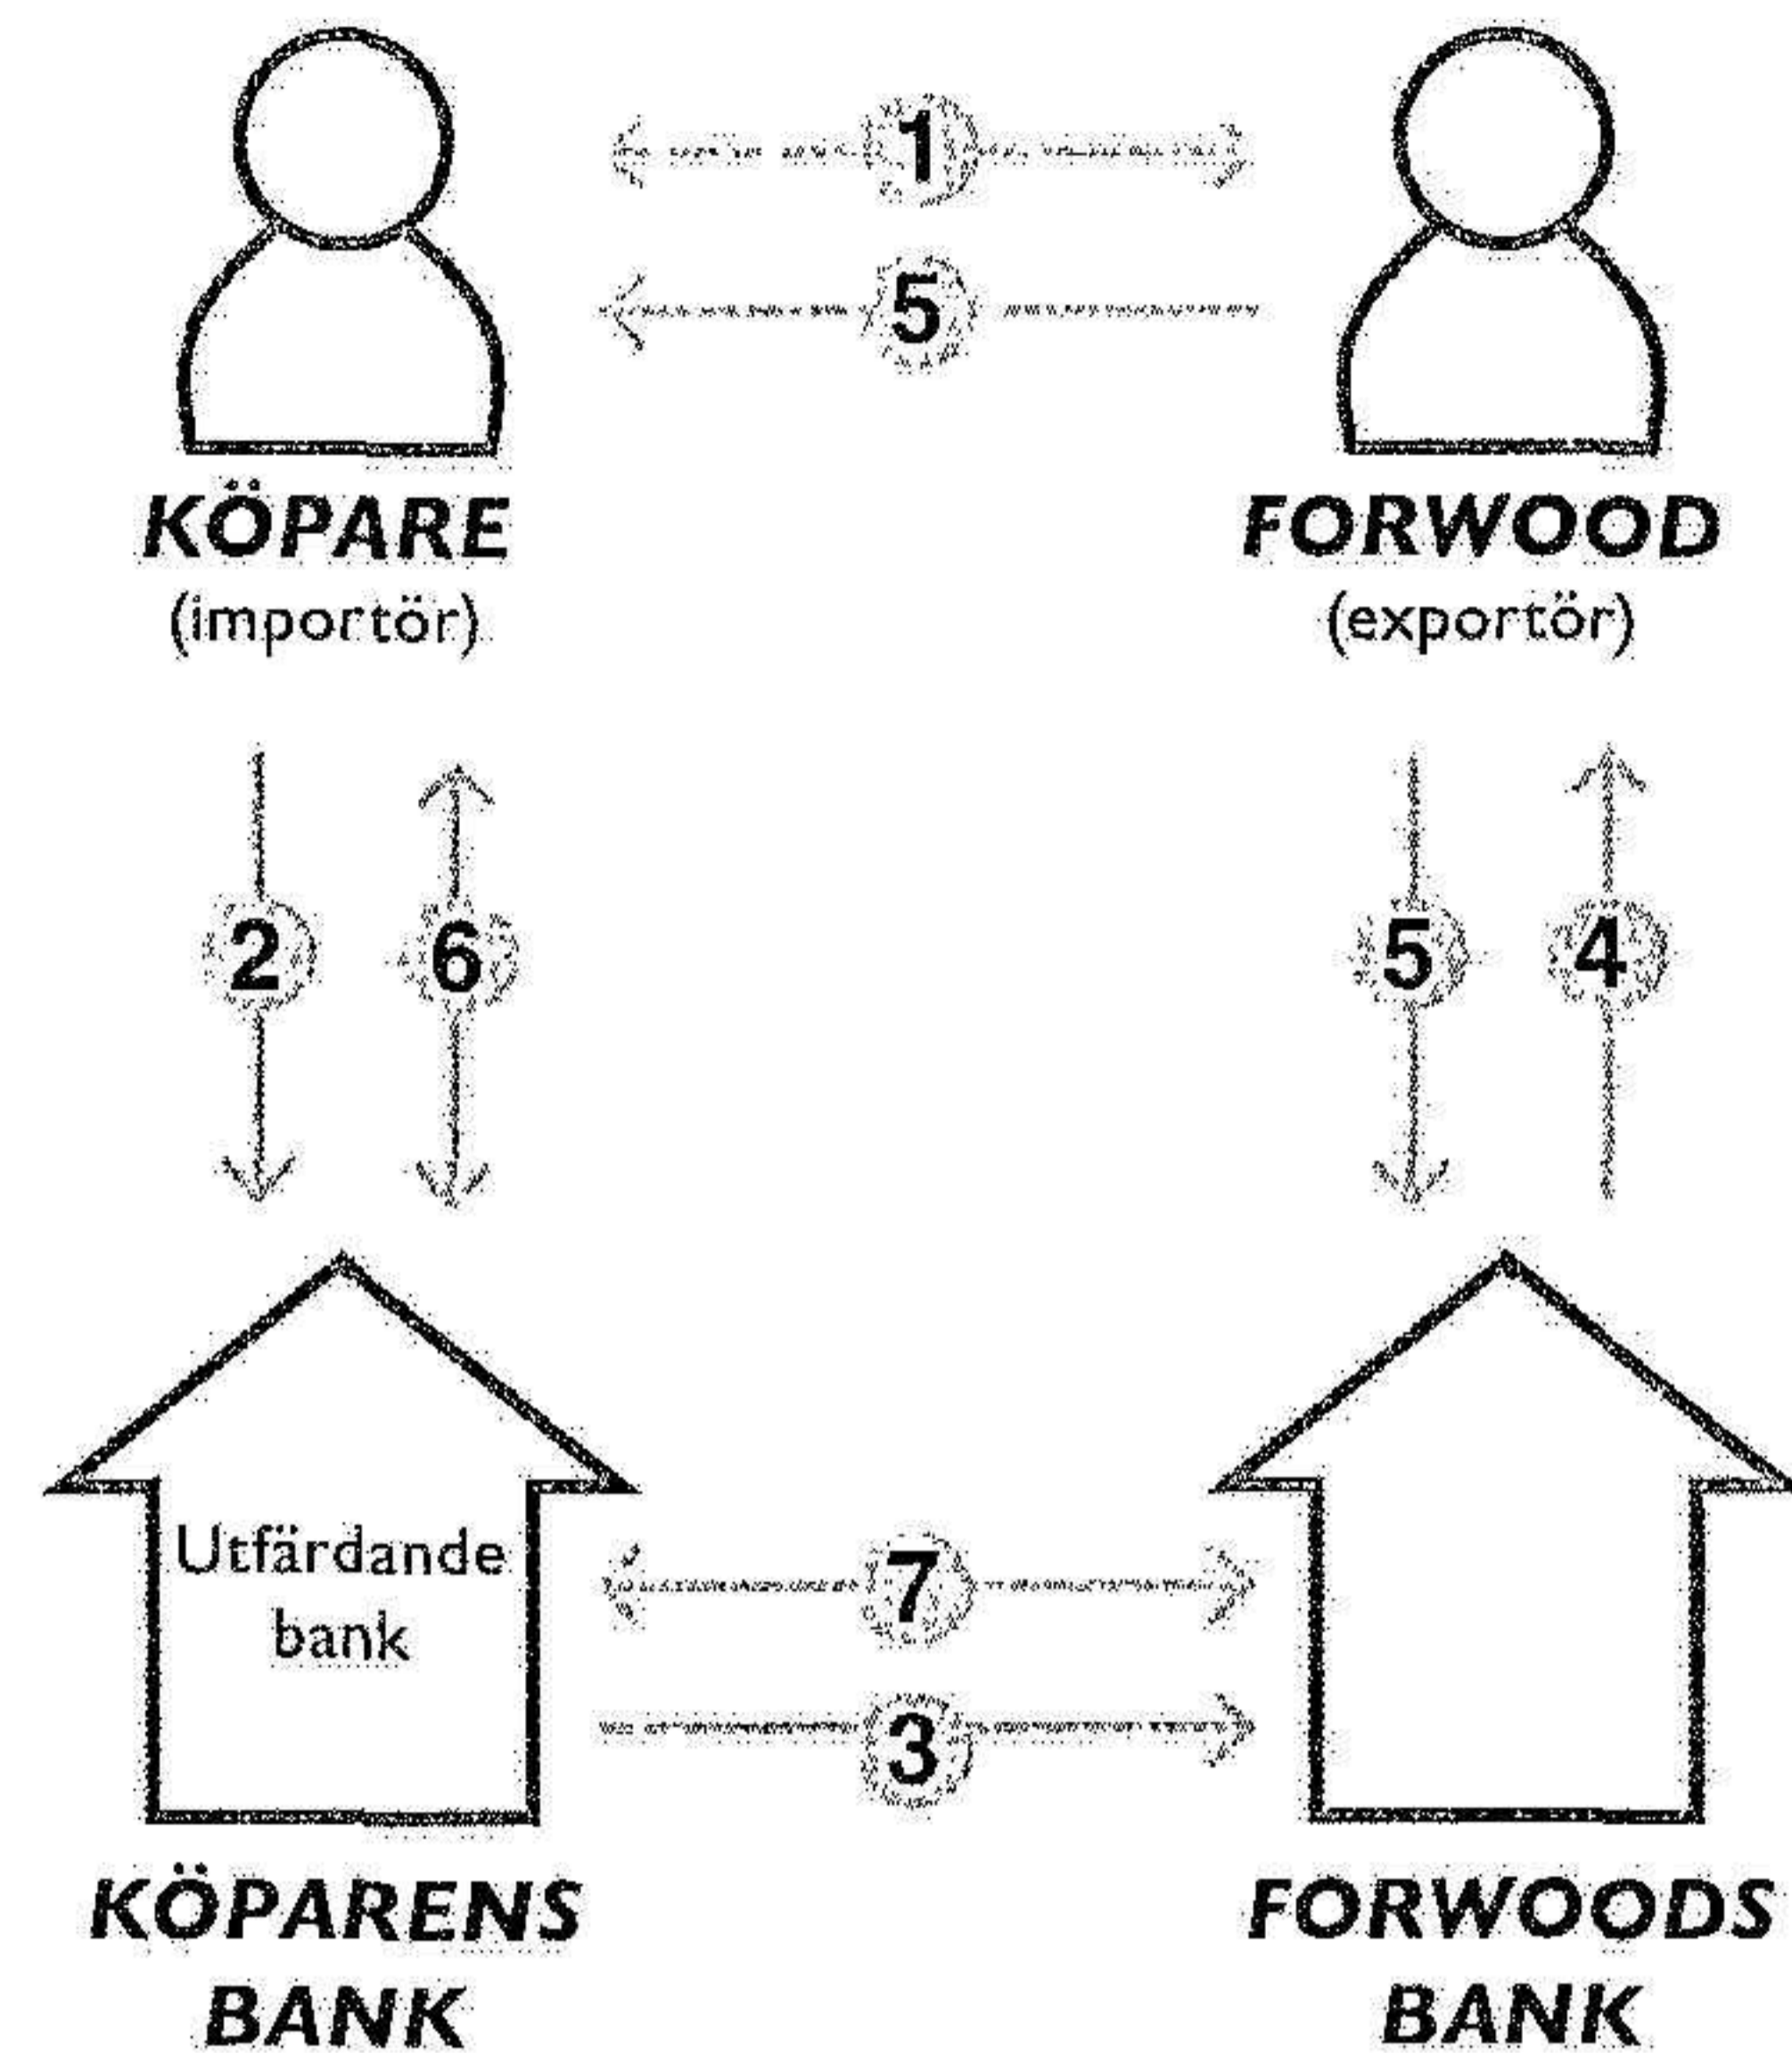 1
5
KÖPARE
(importör)
FORWOOD
(exportör)
2
6
5
4
Utfärdande
bank
7
3
KÖPARENS
BANK
FORWOODS
BANK